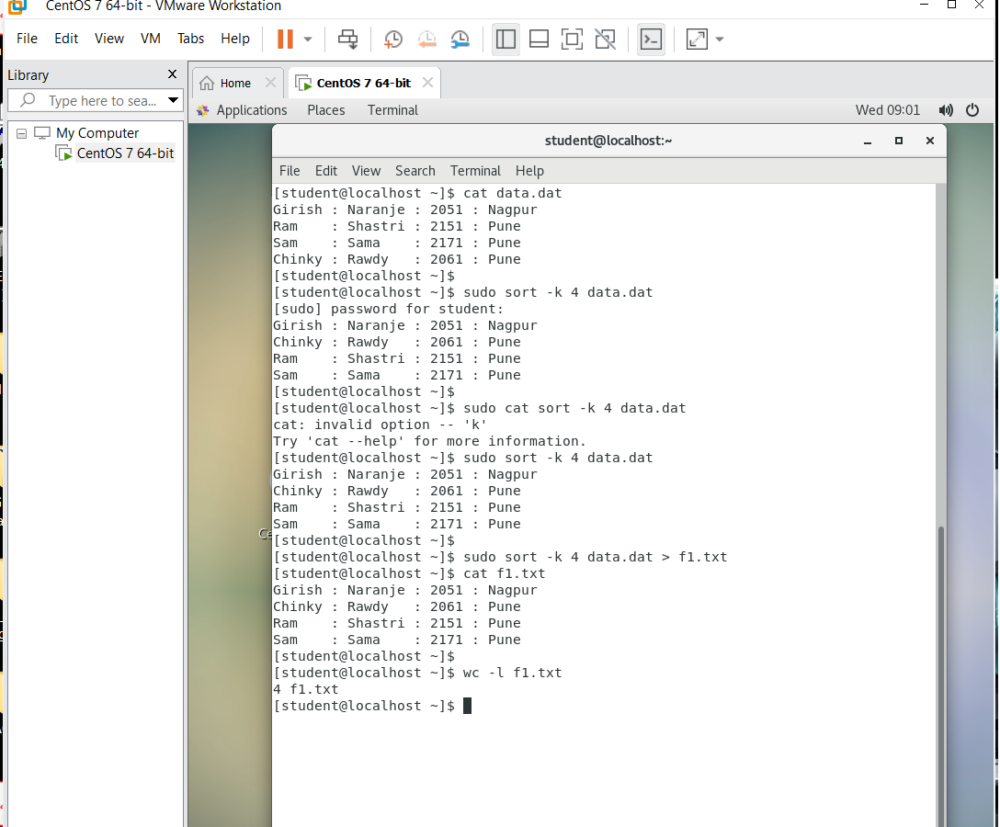 CentOS 7 64-bit - VMware Workstation
File Edit View VM Tabs Help
Library
Type here to sea...
My Computer
CentOS 7 64-bit
Home
CentOS 7 64-bit
Applications Places Terminal Wed 09:01
student@localhost:~
File Edit View Search Terminal Help
[student@localhost ~]$ cat data.dat
Girish : Naranje : 2051 : Nagpur
Ram    : Shastri : 2151 : Pune
Sam    : Sama    : 2171 : Pune
Chinky : Rawdy   : 2061 : Pune
[student@localhost ~]$
[student@localhost ~]$ sudo sort -k 4 data.dat
[sudo] password for student:
Girish : Naranje : 2051 : Nagpur
Chinky : Rawdy   : 2061 : Pune
Ram    : Shastri : 2151 : Pune
Sam    : Sama    : 2171 : Pune
[student@localhost ~]$
[student@localhost ~]$ sudo cat sort -k 4 data.dat
cat: invalid option -- 'k'
Try 'cat --help' for more information.
[student@localhost ~]$ sudo sort -k 4 data.dat
Girish : Naranje : 2051 : Nagpur
Chinky : Rawdy   : 2061 : Pune
Ram    : Shastri : 2151 : Pune
Sam    : Sama    : 2171 : Pune
[student@localhost ~]$
[student@localhost ~]$ sudo sort -k 4 data.dat > f1.txt
[student@localhost ~]$ cat f1.txt
Girish : Naranje : 2051 : Nagpur
Chinky : Rawdy   : 2061 : Pune
Ram    : Shastri : 2151 : Pune
Sam    : Sama    : 2171 : Pune
[student@localhost ~]$
[student@localhost ~]$ wc -l f1.txt
4 f1.txt
[student@localhost ~]$